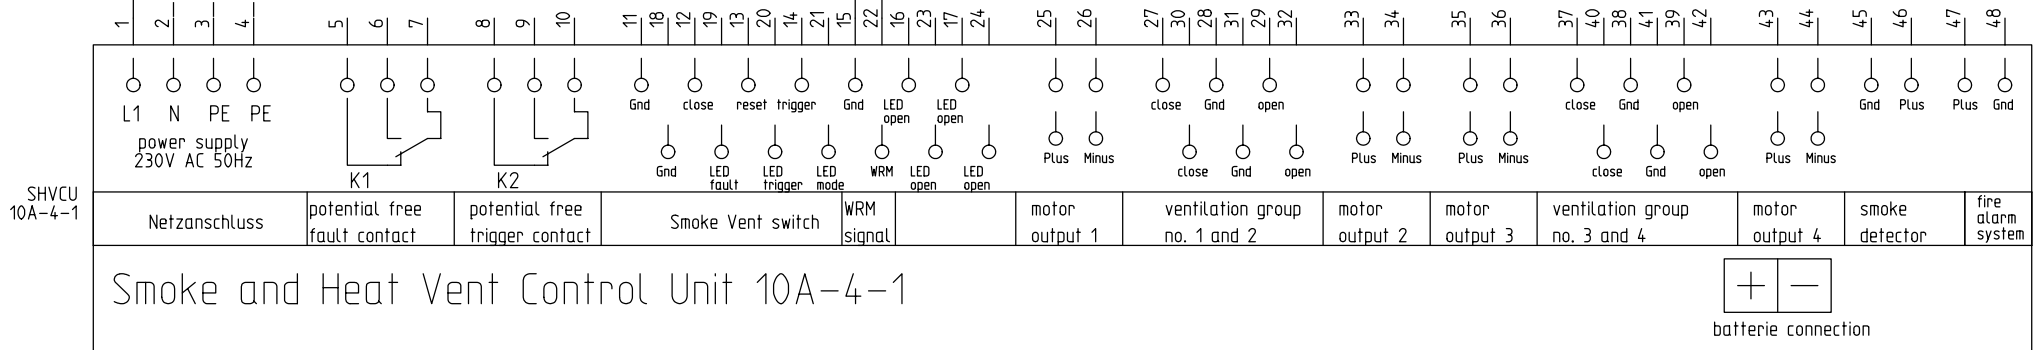 1 2 3 4 5 6 7 8 9 10 11 18 12 19 13 20 14 21 15 22 16 23 17 24 25 26 27 30 28 31 29 32 33 34 35 36 37 40 38 41 39 42 43 44 45 46 47 48
L1 N PE PE
power supply
230V AC 50Hz
K1
K2
Gnd close reset trigger Gnd LED open LED open
Gnd LED fault LED trigger LED mode WRM LED open LED open
Plus Minus
close Gnd open
close Gnd open
Plus Minus
Plus Minus
close Gnd open
close Gnd open
Plus Minus
Gnd Plus Plus Gnd
SHVCU
10A-4-1
Netzanschluss
potential free
fault contact
potential free
trigger contact
Smoke Vent switch
WRM
signal
motor
output 1
ventilation group
no. 1 and 2
motor
output 2
motor
output 3
ventilation group
no. 3 and 4
motor
output 4
smoke
detector
fire
alarm
system
Smoke and Heat Vent Control Unit 10A-4-1
+ −
batterie connection